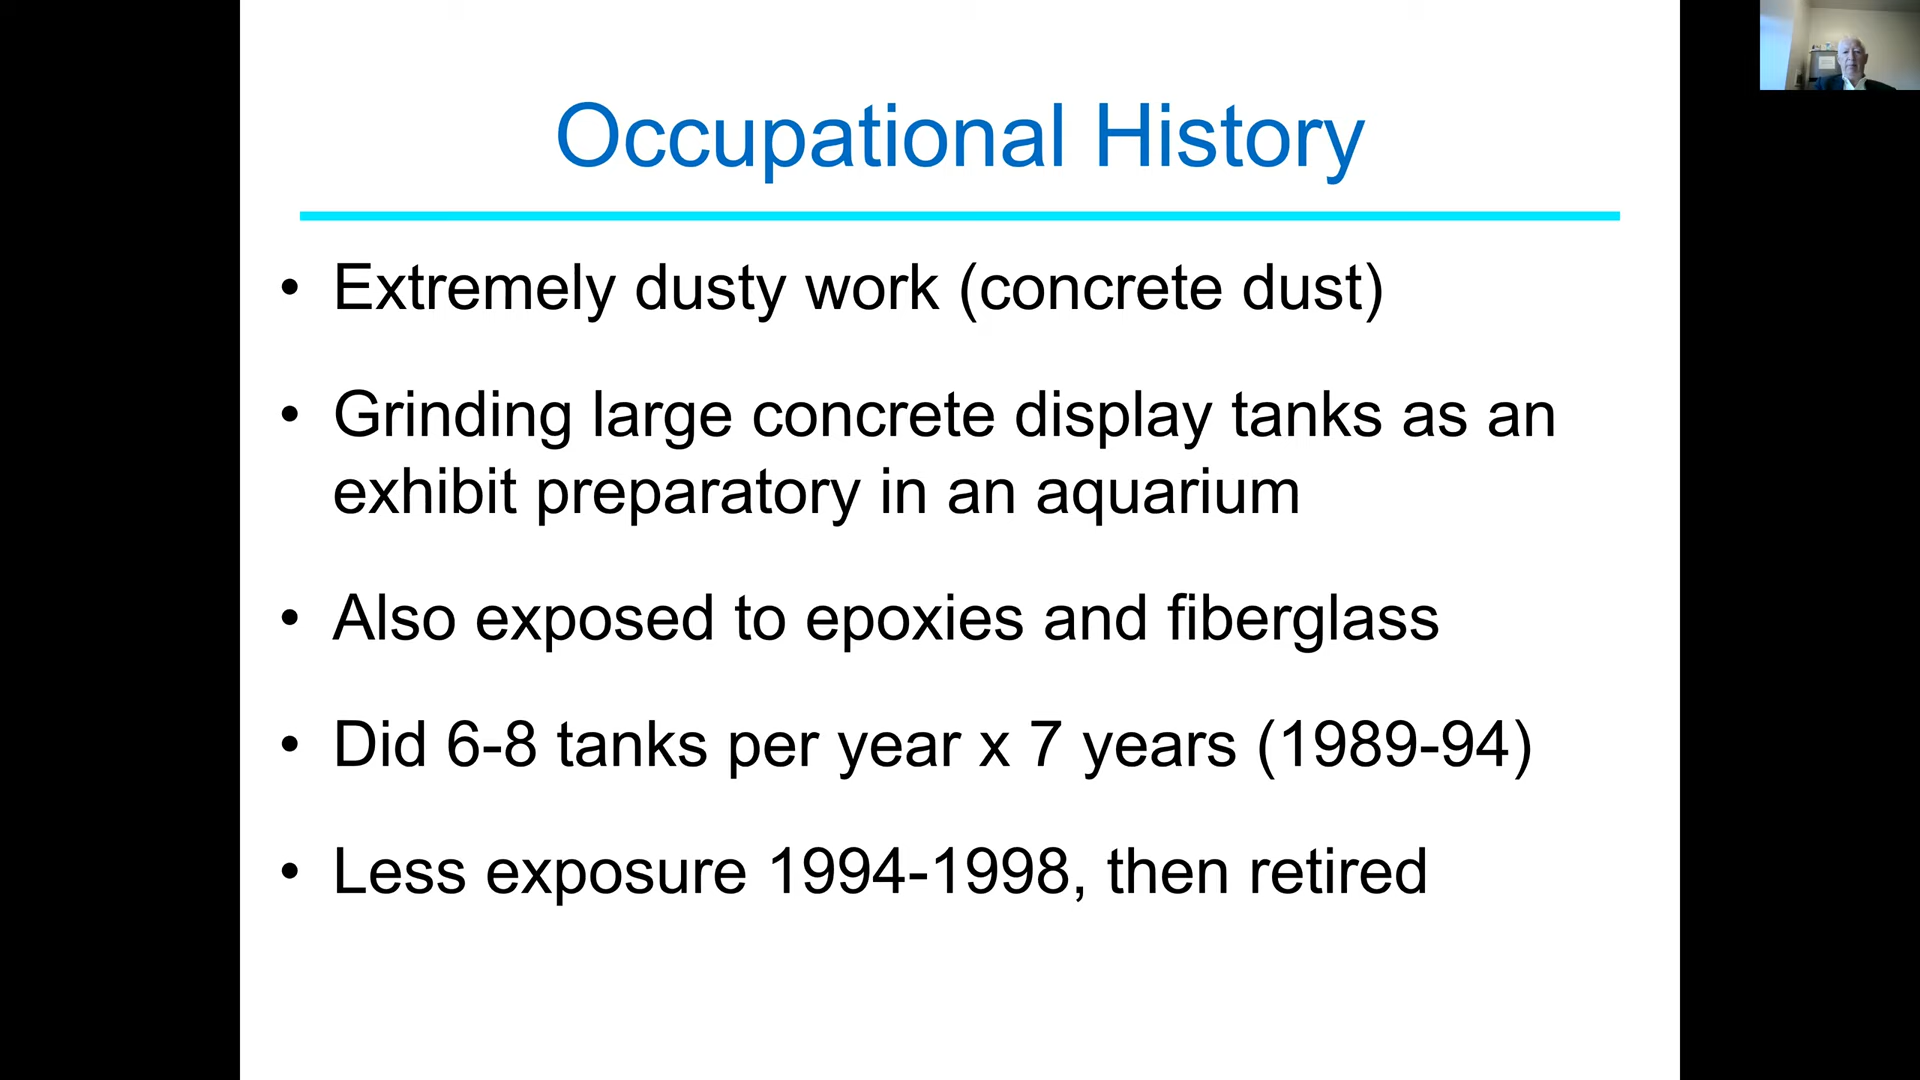 Occupational History
• Extremely dusty work (concrete dust)
• Grinding large concrete display tanks as an
exhibit preparatory in an aquarium
• Also exposed to epoxies and fiberglass
• Did 6-8 tanks per year x 7 years (1989-94)
• Less exposure 1994-1998, then retired